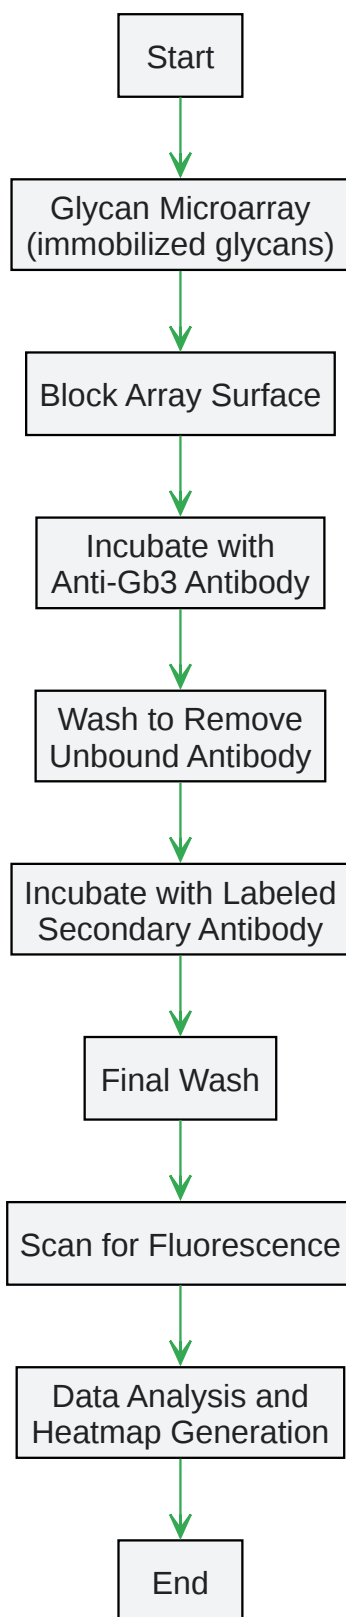 Start
Glycan Microarray
(immobilized glycans)
Block Array Surface
Incubate with
Anti-Gb3 Antibody
Wash to Remove
Unbound Antibody
Incubate with Labeled
Secondary Antibody
Final Wash
Scan for Fluorescence
Data Analysis and
Heatmap Generation
End